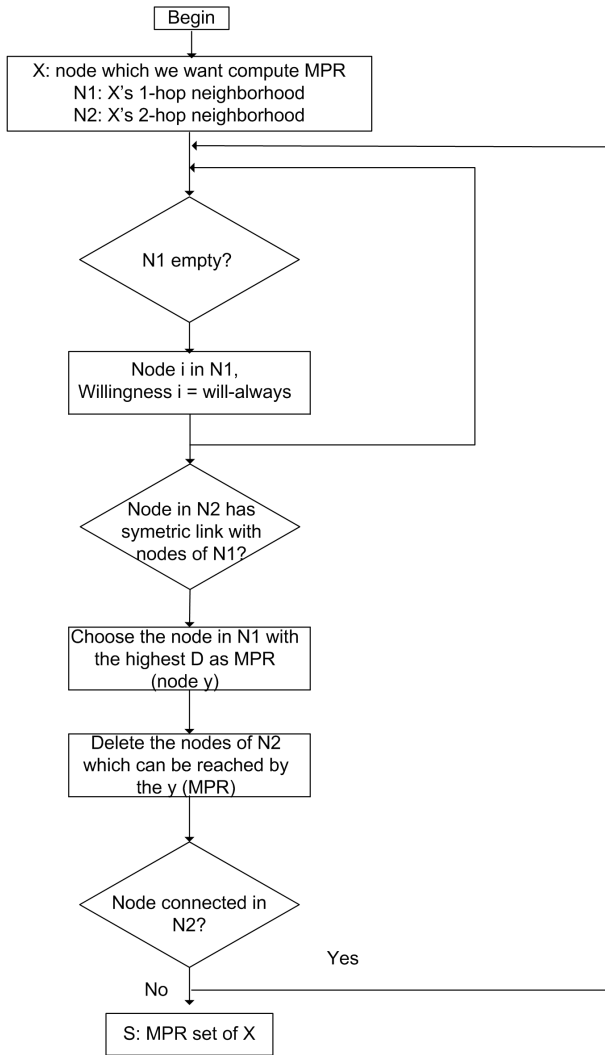 Begin
X: node which we want compute MPR
N1: X's 1-hop neighborhood
N2: X's 2-hop neighborhood
N1 empty?
Node i in N1,
Willingness i = will-always
Node in N2 has
symetric link with
nodes of N1?
Choose the node in N1 with
the highest D as MPR
(node y)
Delete the nodes of N2
which can be reached by
the y (MPR)
Node connected in
N2?
Yes
No
S: MPR set of X